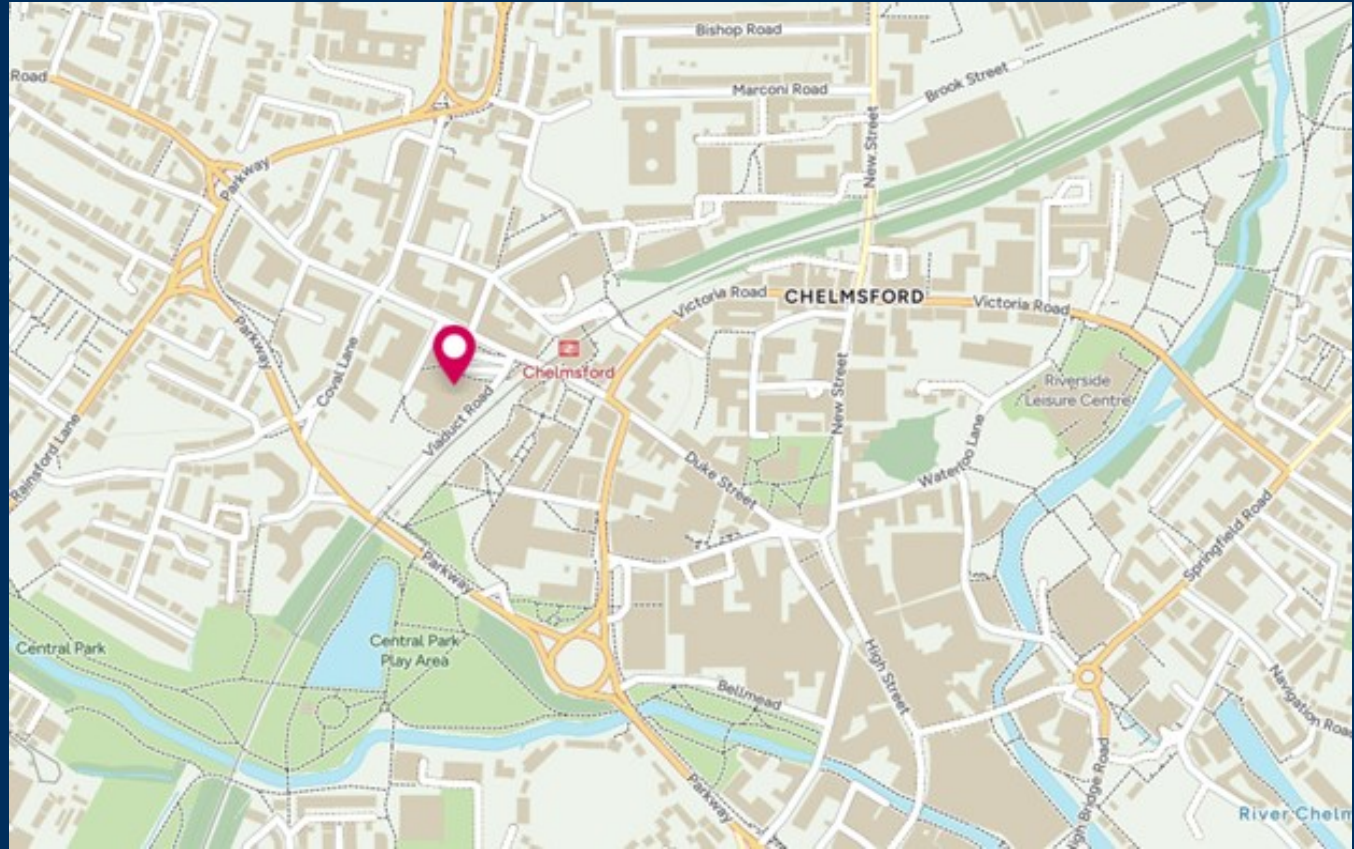 Bishop Road
Road
Marconi Road
Brook Street
New Street
Parkway
Victoria Road
CHELMSFORD
Victoria Road
Parkway
Coval Lane
Chelmsford
New Street
Riverside
Leisure Centre
Viaduct Road
Rainsford Lane
Duke Street
Waterloo Lane
Springfield Road
Parkway
Central Park
Central Park
Play Area
High Street
Bellmead
Navigation Road
Parkway
High Bridge Road
River Chelm